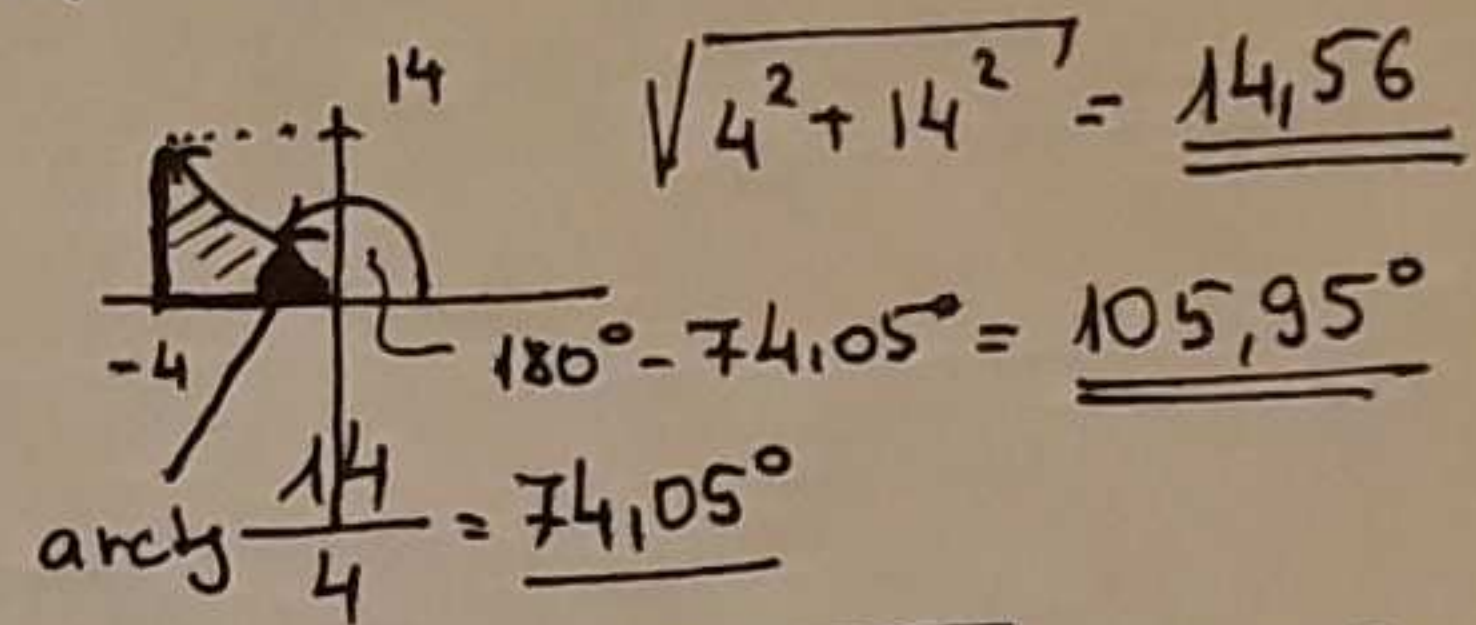 14
√4² + 14² = 14,56
-4
180° - 74,05° = 105,95°
arctg 14/4 = 74,05°